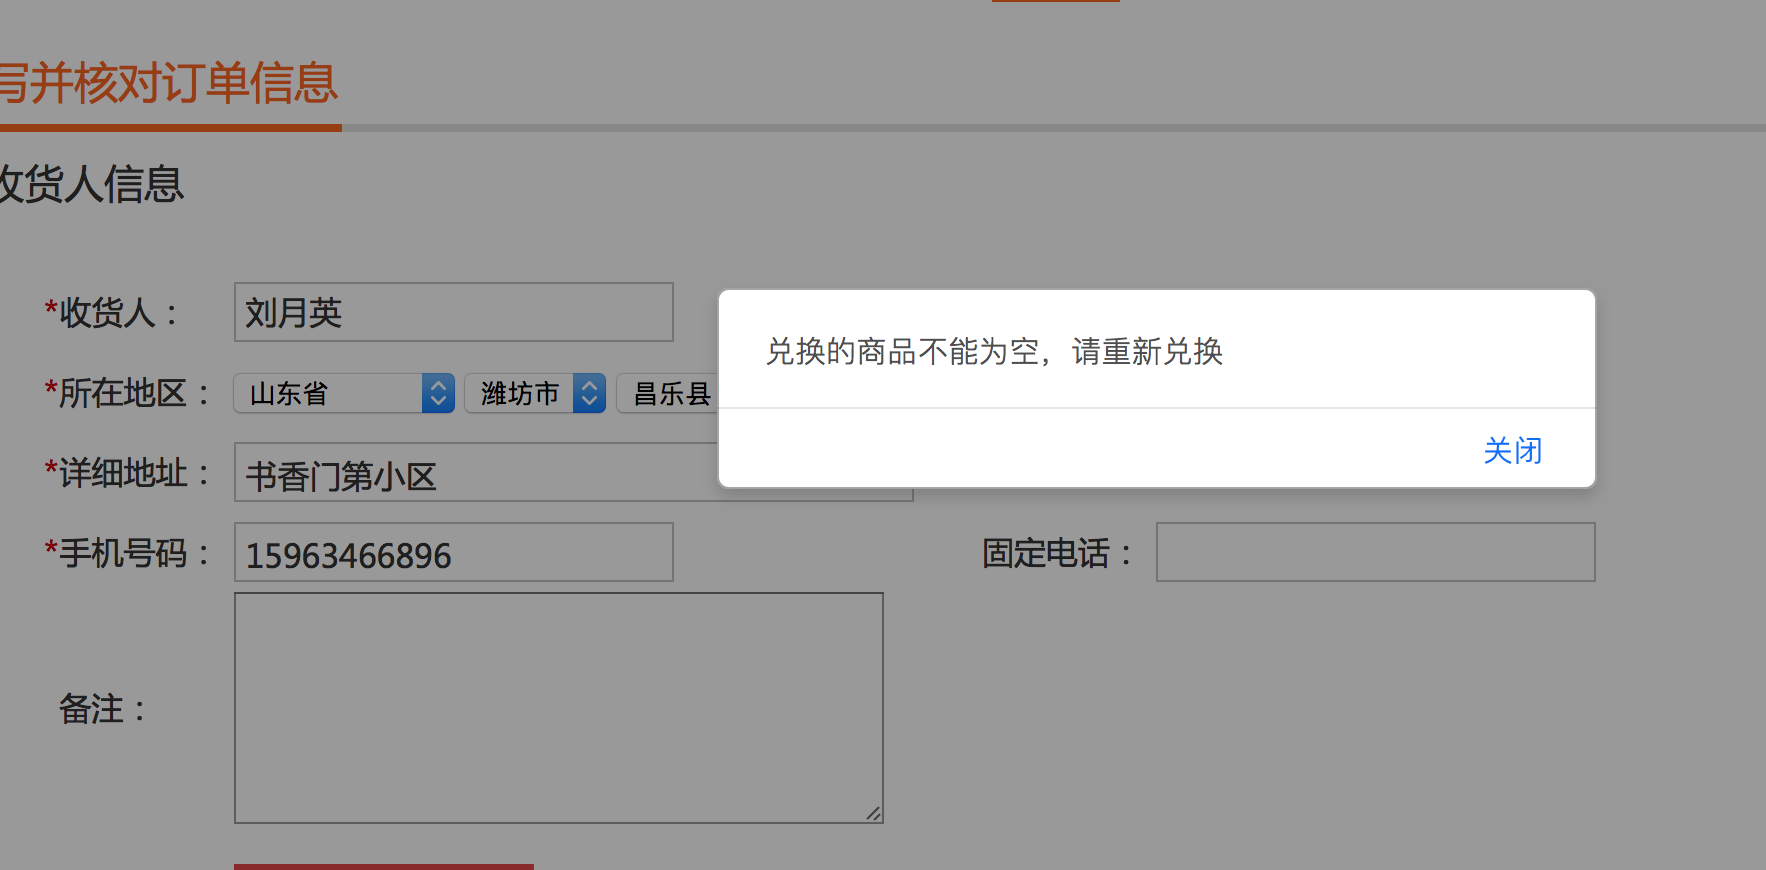 写并核对订单信息
收货人信息
*收货人：刘月英
兑换的商品不能为空，请重新兑换
*所在地区：山东省 潍坊市 昌乐县
关闭
*详细地址：书香门第小区
*手机号码：15963466896 固定电话：
备注：